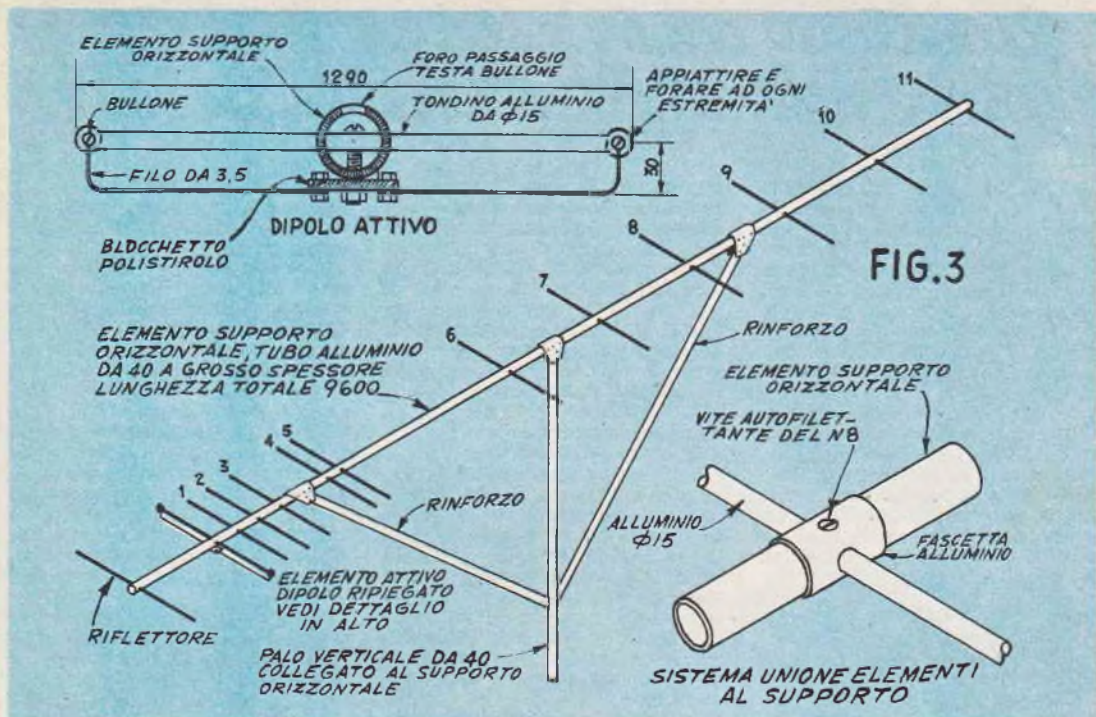 ELEMENTO SUPPORTO
ORIZZONTALE
1290
FORO PASSAGGIO
TESTA BULLONE
APPIATTIRE E
FORARE AD OGNI
ESTREMITA'
BULLONE
TONDINO ALLUMINIO
DA φ15
FILO DA 3,5
30
DIPOLO ATTIVO
BLOCCHETTO
POLISTIROLO
11
10
9
8
7
6
5
4
3
2
1
FIG.3
ELEMENTO SUPPORTO
ORIZZONTALE, TUBO ALLUMINIO
DA 40 A GROSSO SPESSORE
LUNGHEZZA TOTALE 9600
RINFORZO
ELEMENTO SUPPORTO
ORIZZONTALE
VITE AUTOFILET-
TANTE DEL N8
RINFORZO
ALLUMINIO
φ15
FASCETTA
ALLUMINIO
ELEMENTO ATTIVO
DIPOLO RIPIEGATO
VEDI DETTAGLIO
IN ALTO
RIFLETTORE
PALO VERTICALE DA 40
COLLEGATO AL SUPPORTO
ORIZZONTALE
SISTEMA UNIONE ELEMENTI
AL SUPPORTO